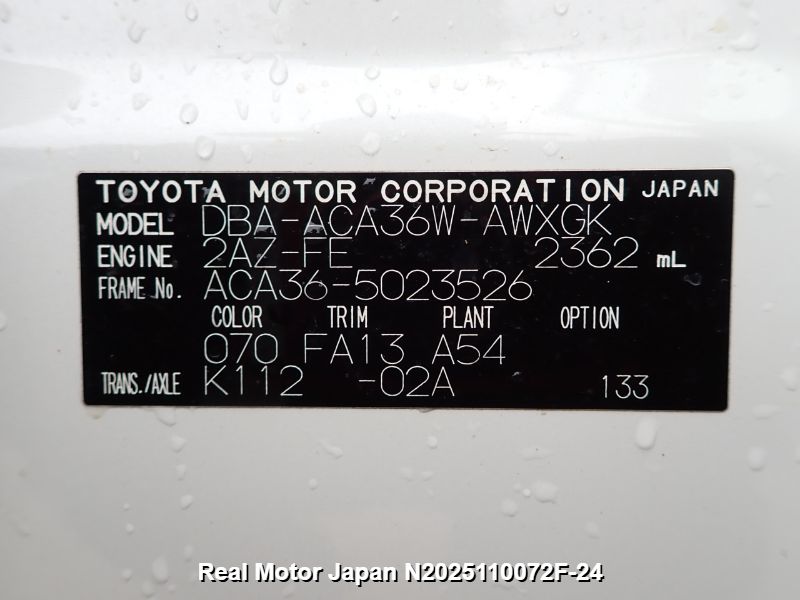 TOYOTA MOTOR CORPORATION JAPAN
MODEL DBA-ACA36W-AWXGK
ENGINE 2AZ-FE 2362 mL
FRAME No. ACA36-5023526
COLOR TRIM PLANT OPTION
070 FA13 A54
TRANS./AXLE K112 -02A 133
Real Motor Japan N2025110072F-24